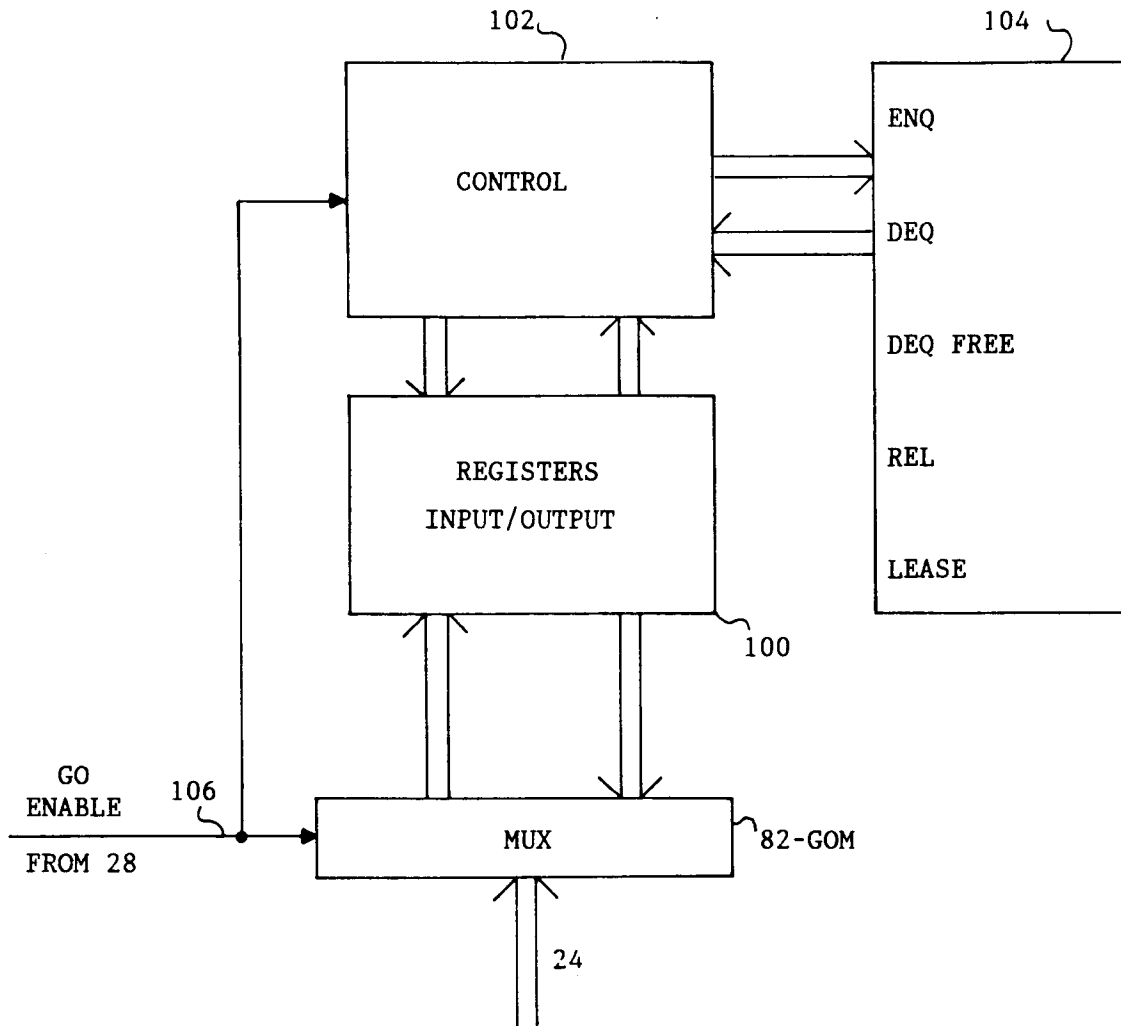 102
104
ENQ
CONTROL
DEQ
DEQ FREE
REGISTERS
REL
INPUT/OUTPUT
LEASE
100
GO
ENABLE
106
MUX
82-GOM
FROM 28
24